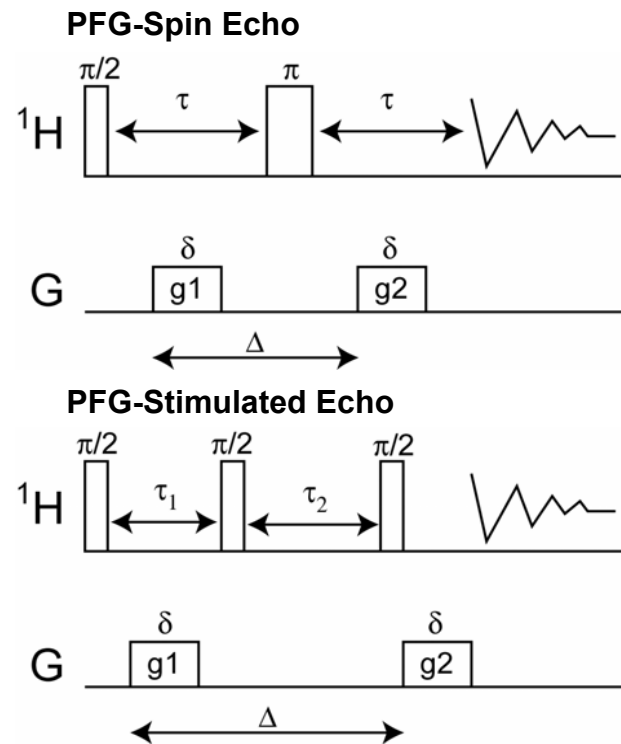 PFG-Spin Echo
π/2 π
τ τ
¹H
δ δ
G g1 g2
Δ
PFG-Stimulated Echo
π/2 π/2 π/2
¹H τ₁ τ₂
δ δ
G g1 g2
Δ